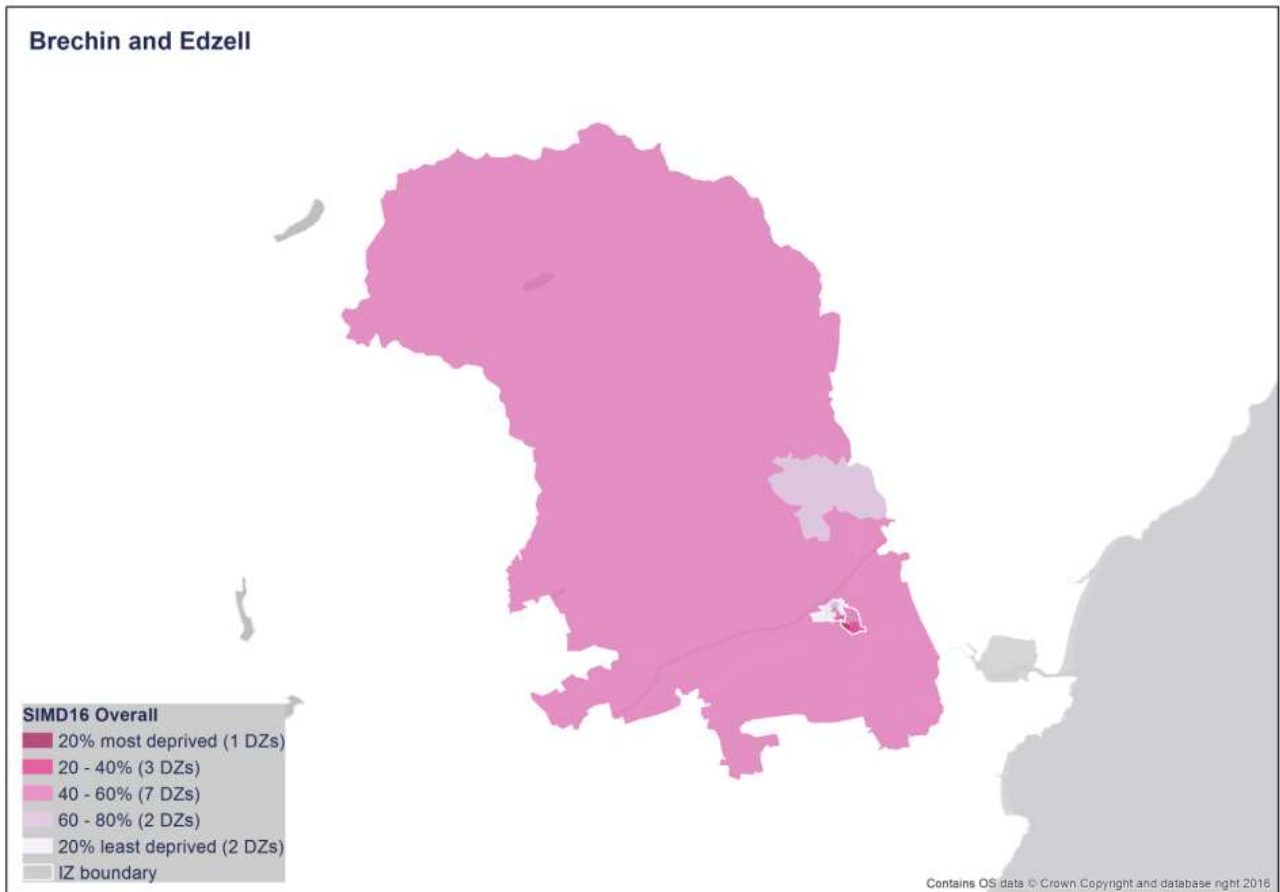 Brechin and Edzell
SIMD16 Overall
20% most deprived (1 DZs)
20 - 40% (3 DZs)
40 - 60% (7 DZs)
60 - 80% (2 DZs)
20% least deprived (2 DZs)
IZ boundary
Contains OS data © Crown Copyright and database right 2016